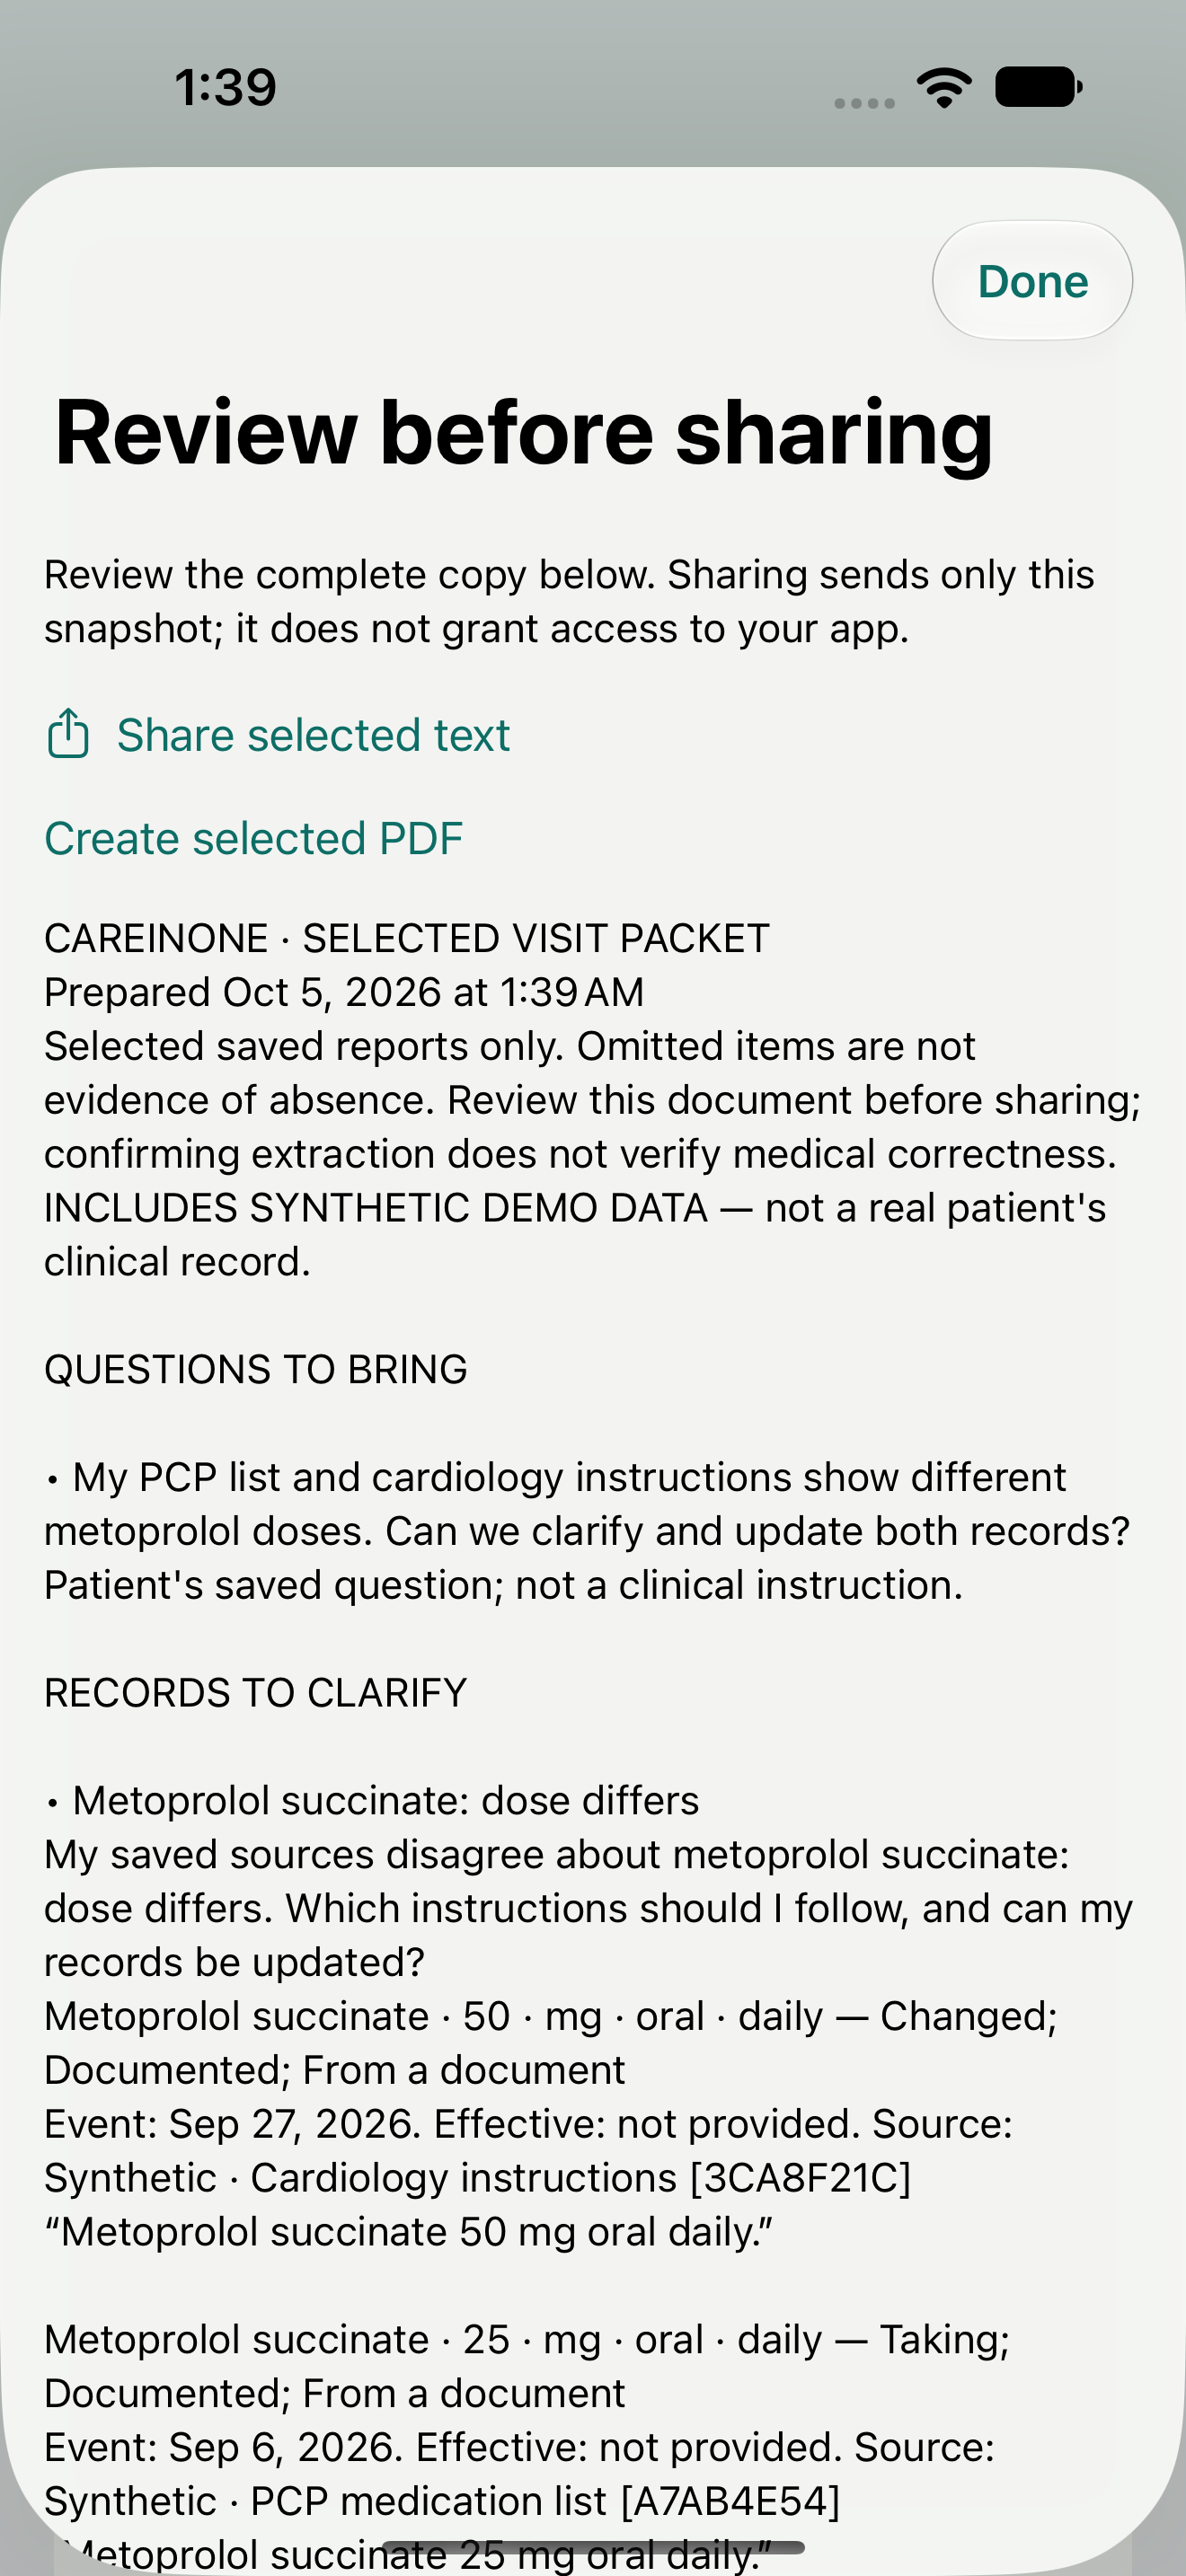 1:39
Done
Review before sharing
Review the complete copy below. Sharing sends only this
snapshot; it does not grant access to your app.
Share selected text
Create selected PDF
CAREINONE · SELECTED VISIT PACKET
Prepared Oct 5, 2026 at 1:39 AM
Selected saved reports only. Omitted items are not
evidence of absence. Review this document before sharing;
confirming extraction does not verify medical correctness.
INCLUDES SYNTHETIC DEMO DATA — not a real patient's
clinical record.
QUESTIONS TO BRING
• My PCP list and cardiology instructions show different
metoprolol doses. Can we clarify and update both records?
Patient's saved question; not a clinical instruction.
RECORDS TO CLARIFY
• Metoprolol succinate: dose differs
My saved sources disagree about metoprolol succinate:
dose differs. Which instructions should I follow, and can my
records be updated?
Metoprolol succinate · 50 · mg · oral · daily — Changed;
Documented; From a document
Event: Sep 27, 2026. Effective: not provided. Source:
Synthetic · Cardiology instructions [3CA8F21C]
“Metoprolol succinate 50 mg oral daily.”
Metoprolol succinate · 25 · mg · oral · daily — Taking;
Documented; From a document
Event: Sep 6, 2026. Effective: not provided. Source:
Synthetic · PCP medication list [A7AB4E54]
Metoprolol succinate 25 mg oral daily.”